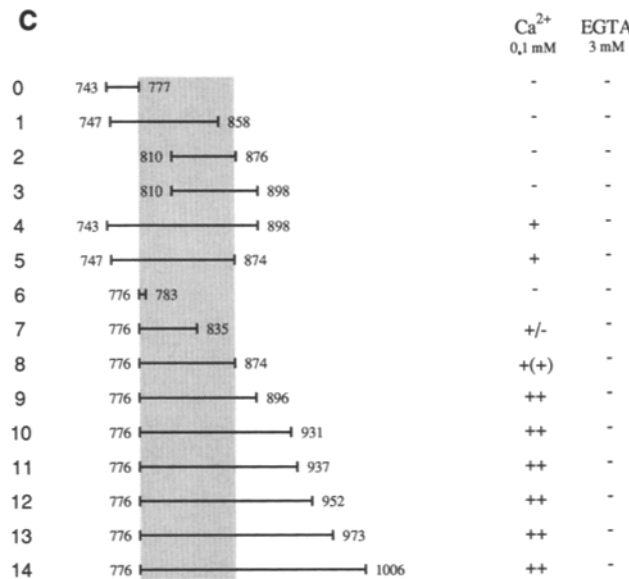 C
Ca2+ EGTA
0,1 mM 3 mM
0 743 777 - -
1 747 858 - -
2 810 876 - -
3 810 898 - -
4 743 898 + -
5 747 874 + -
6 776 783 - -
7 776 835 +/- -
8 776 874 +(+) -
9 776 896 ++ -
10 776 931 ++ -
11 776 937 ++ -
12 776 952 ++ -
13 776 973 ++ -
14 776 1006 ++ -